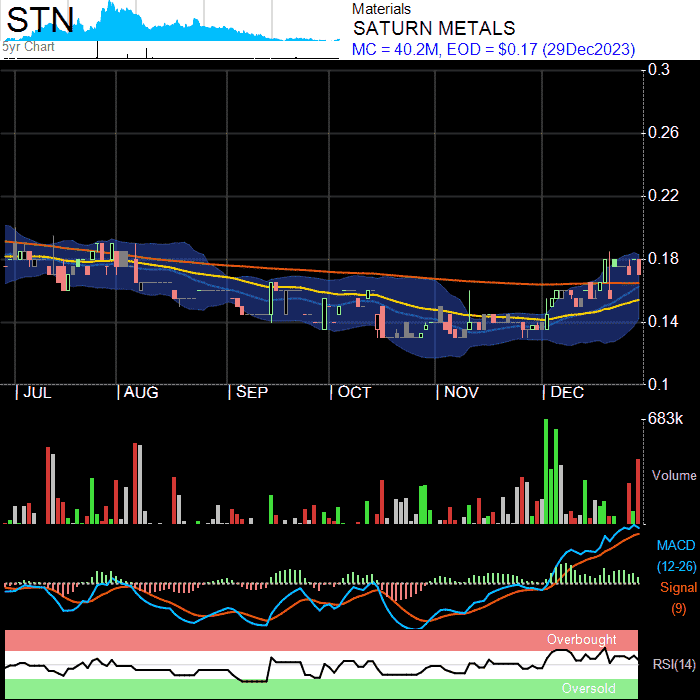 STN
5yr Chart
Materials
SATURN METALS
MC = 40.2M, EOD = $0.17 (29Dec2023)
0.3
0.26
0.22
0.18
0.14
0.1
JUL AUG SEP OCT NOV DEC
683k
Volume
MACD
(12-26)
Signal
(9)
Overbought
RSI(14)
Oversold